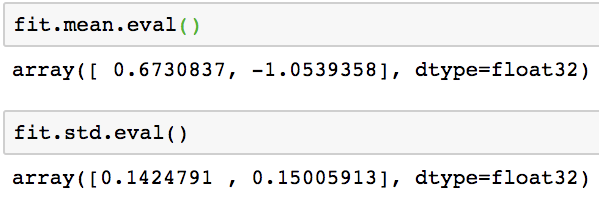 fit.mean.eval()
array([ 0.6730837, -1.0539358], dtype=float32)
fit.std.eval()
array([0.1424791 , 0.15005913], dtype=float32)